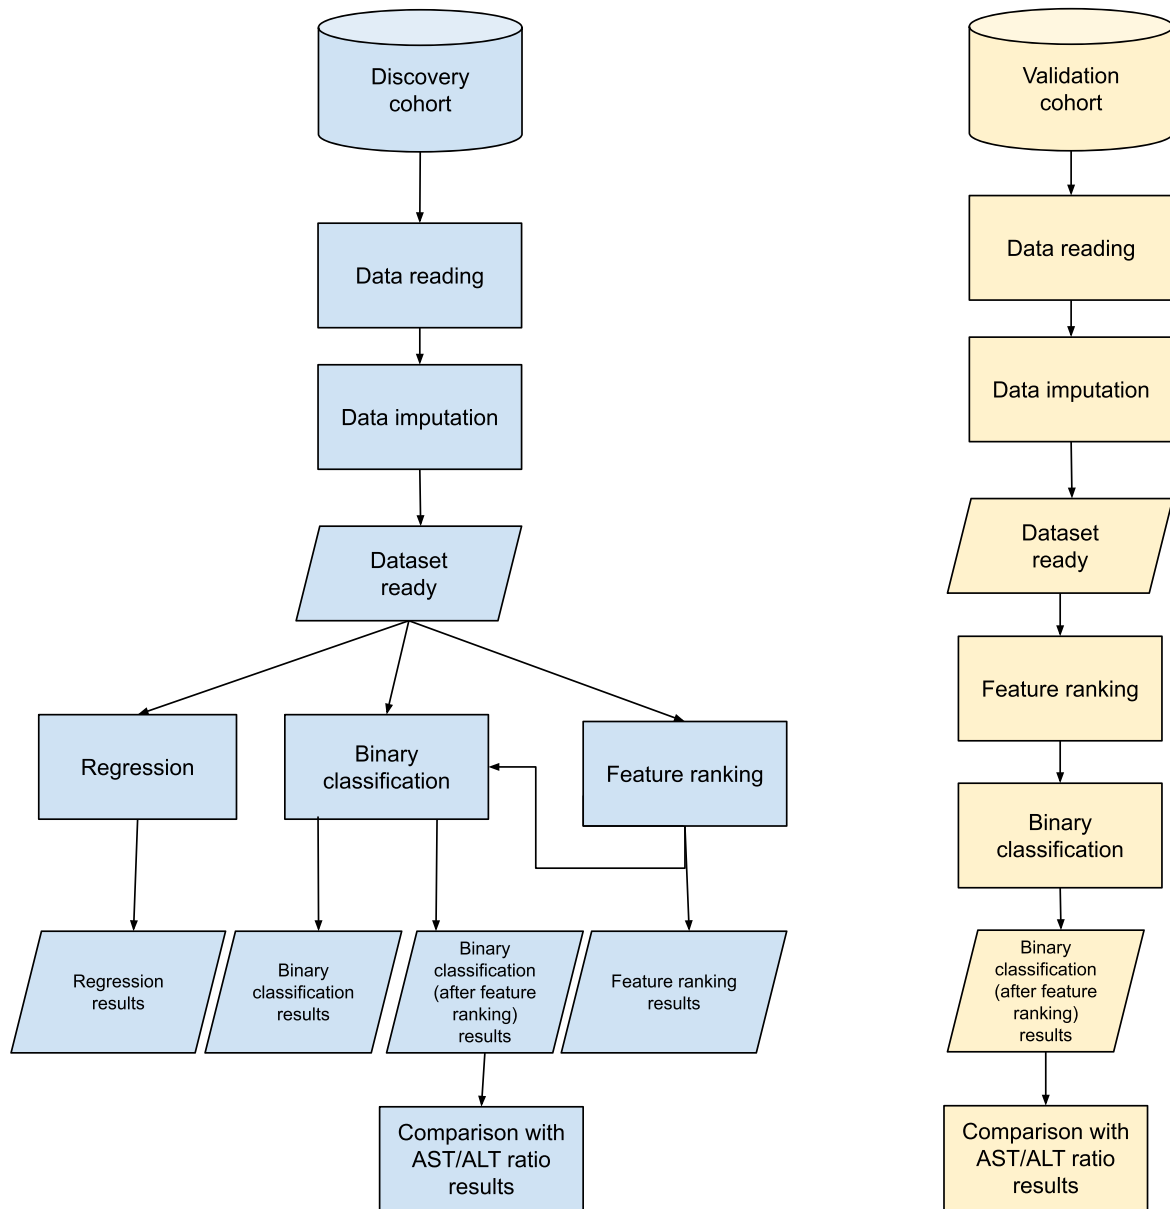 Discovery
cohort
Data reading
Data imputation
Dataset
ready
Regression
Binary
classification
Feature ranking
Regression
results
Binary
classification
results
Binary
classification
(after feature
ranking)
results
Feature ranking
results
Comparison with
AST/ALT ratio
results
Validation
cohort
Data reading
Data imputation
Dataset
ready
Feature ranking
Binary
classification
Binary
classification
(after feature
ranking)
results
Comparison with
AST/ALT ratio
results